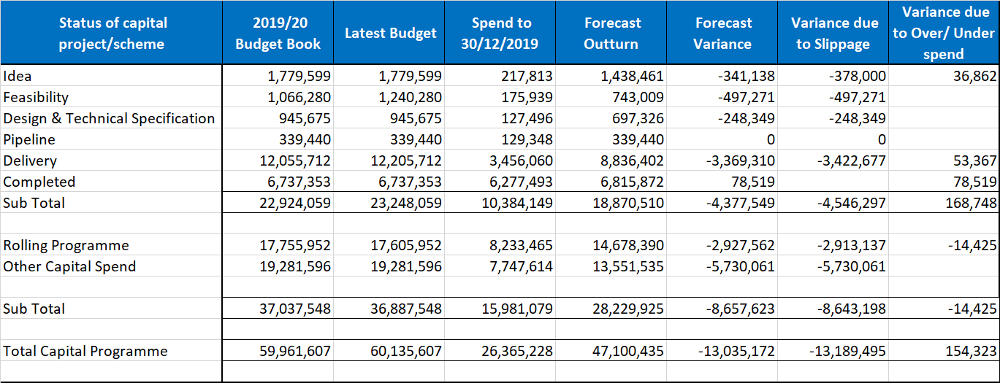 Status of capital project/scheme 2019/20 Budget Book Latest Budget Spend to 30/12/2019 Forecast Outturn Forecast Variance Variance due to Slippage Variance due to Over/ Under spend
Idea 1,779,599 1,779,599 217,813 1,438,461 -341,138 -378,000 36,862
Feasibility 1,066,280 1,240,280 175,939 743,009 -497,271 -497,271
Design & Technical Specification 945,675 945,675 127,496 697,326 -248,349 -248,349
Pipeline 339,440 339,440 129,348 339,440 0 0
Delivery 12,055,712 12,205,712 3,456,060 8,836,402 -3,369,310 -3,422,677 53,367
Completed 6,737,353 6,737,353 6,277,493 6,815,872 78,519 78,519
Sub Total 22,924,059 23,248,059 10,384,149 18,870,510 -4,377,549 -4,546,297 168,748
Rolling Programme 17,755,952 17,605,952 8,233,465 14,678,390 -2,927,562 -2,913,137 -14,425
Other Capital Spend 19,281,596 19,281,596 7,747,614 13,551,535 -5,730,061 -5,730,061
Sub Total 37,037,548 36,887,548 15,981,079 28,229,925 -8,657,623 -8,643,198 -14,425
Total Capital Programme 59,961,607 60,135,607 26,365,228 47,100,435 -13,035,172 -13,189,495 154,323